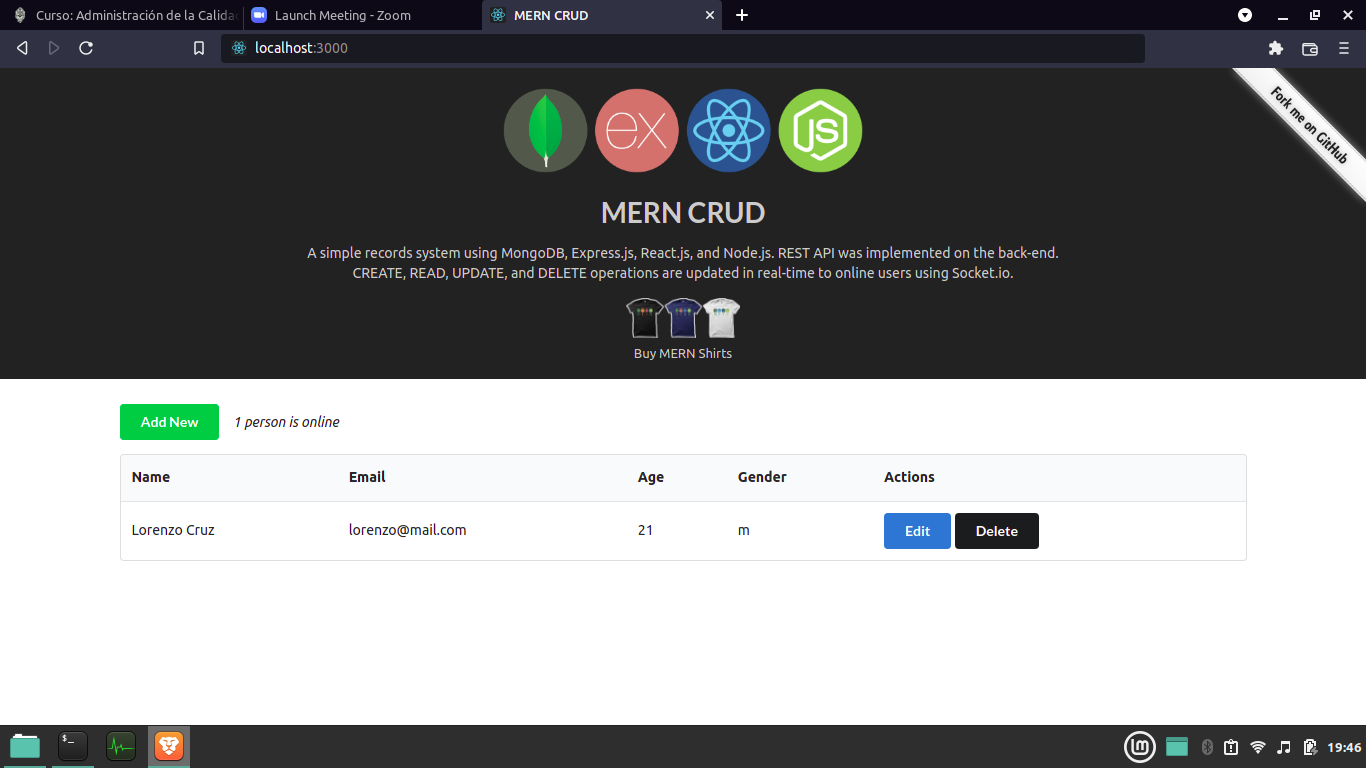 Curso: Administración de la Calida
Launch Meeting - Zoom
MERN CRUD
localhost:3000
Fork me on GitHub
ex
JS
MERN CRUD
A simple records system using MongoDB, Express.js, React.js, and Node.js. REST API was implemented on the back-end.
CREATE, READ, UPDATE, and DELETE operations are updated in real-time to online users using Socket.io.
Buy MERN Shirts
Add New 1 person is online
Name Email Age Gender Actions
Lorenzo Cruz lorenzo@mail.com 21 m Edit Delete
$_
lm
19:46